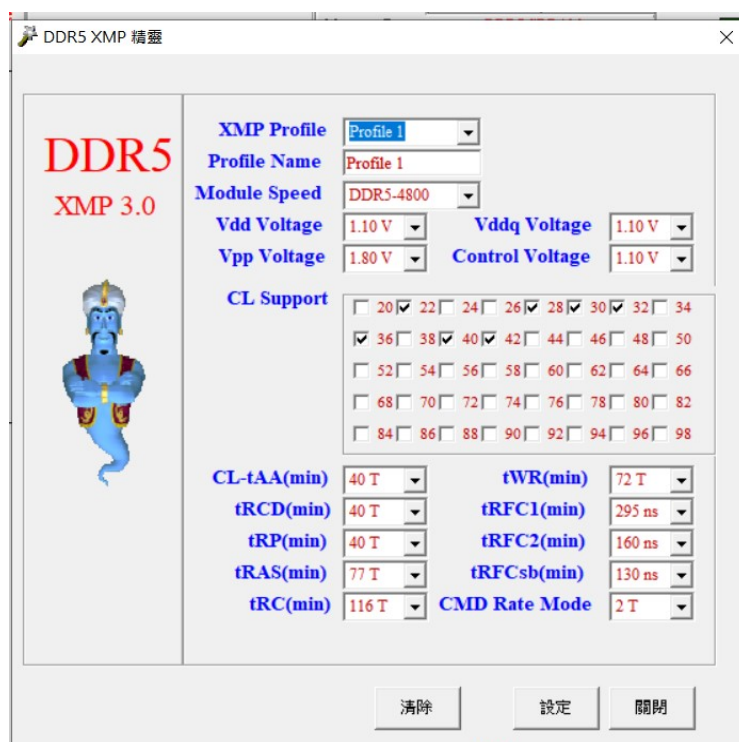 DDR5 XMP 精靈
DDR5
XMP 3.0
XMP Profile Profile 1
Profile Name Profile 1
Module Speed DDR5-4800
Vdd Voltage 1.10 V Vddq Voltage 1.10 V
Vpp Voltage 1.80 V Control Voltage 1.10 V
CL Support 20 22 24 26 28 30 32 34
36 38 40 42 44 46 48 50
52 54 56 58 60 62 64 66
68 70 72 74 76 78 80 82
84 86 88 90 92 94 96 98
CL-tAA(min) 40 T tWR(min) 72 T
tRCD(min) 40 T tRFC1(min) 295 ns
tRP(min) 40 T tRFC2(min) 160 ns
tRAS(min) 77 T tRFCsb(min) 130 ns
tRC(min) 116 T CMD Rate Mode 2 T
清除 設定 關閉